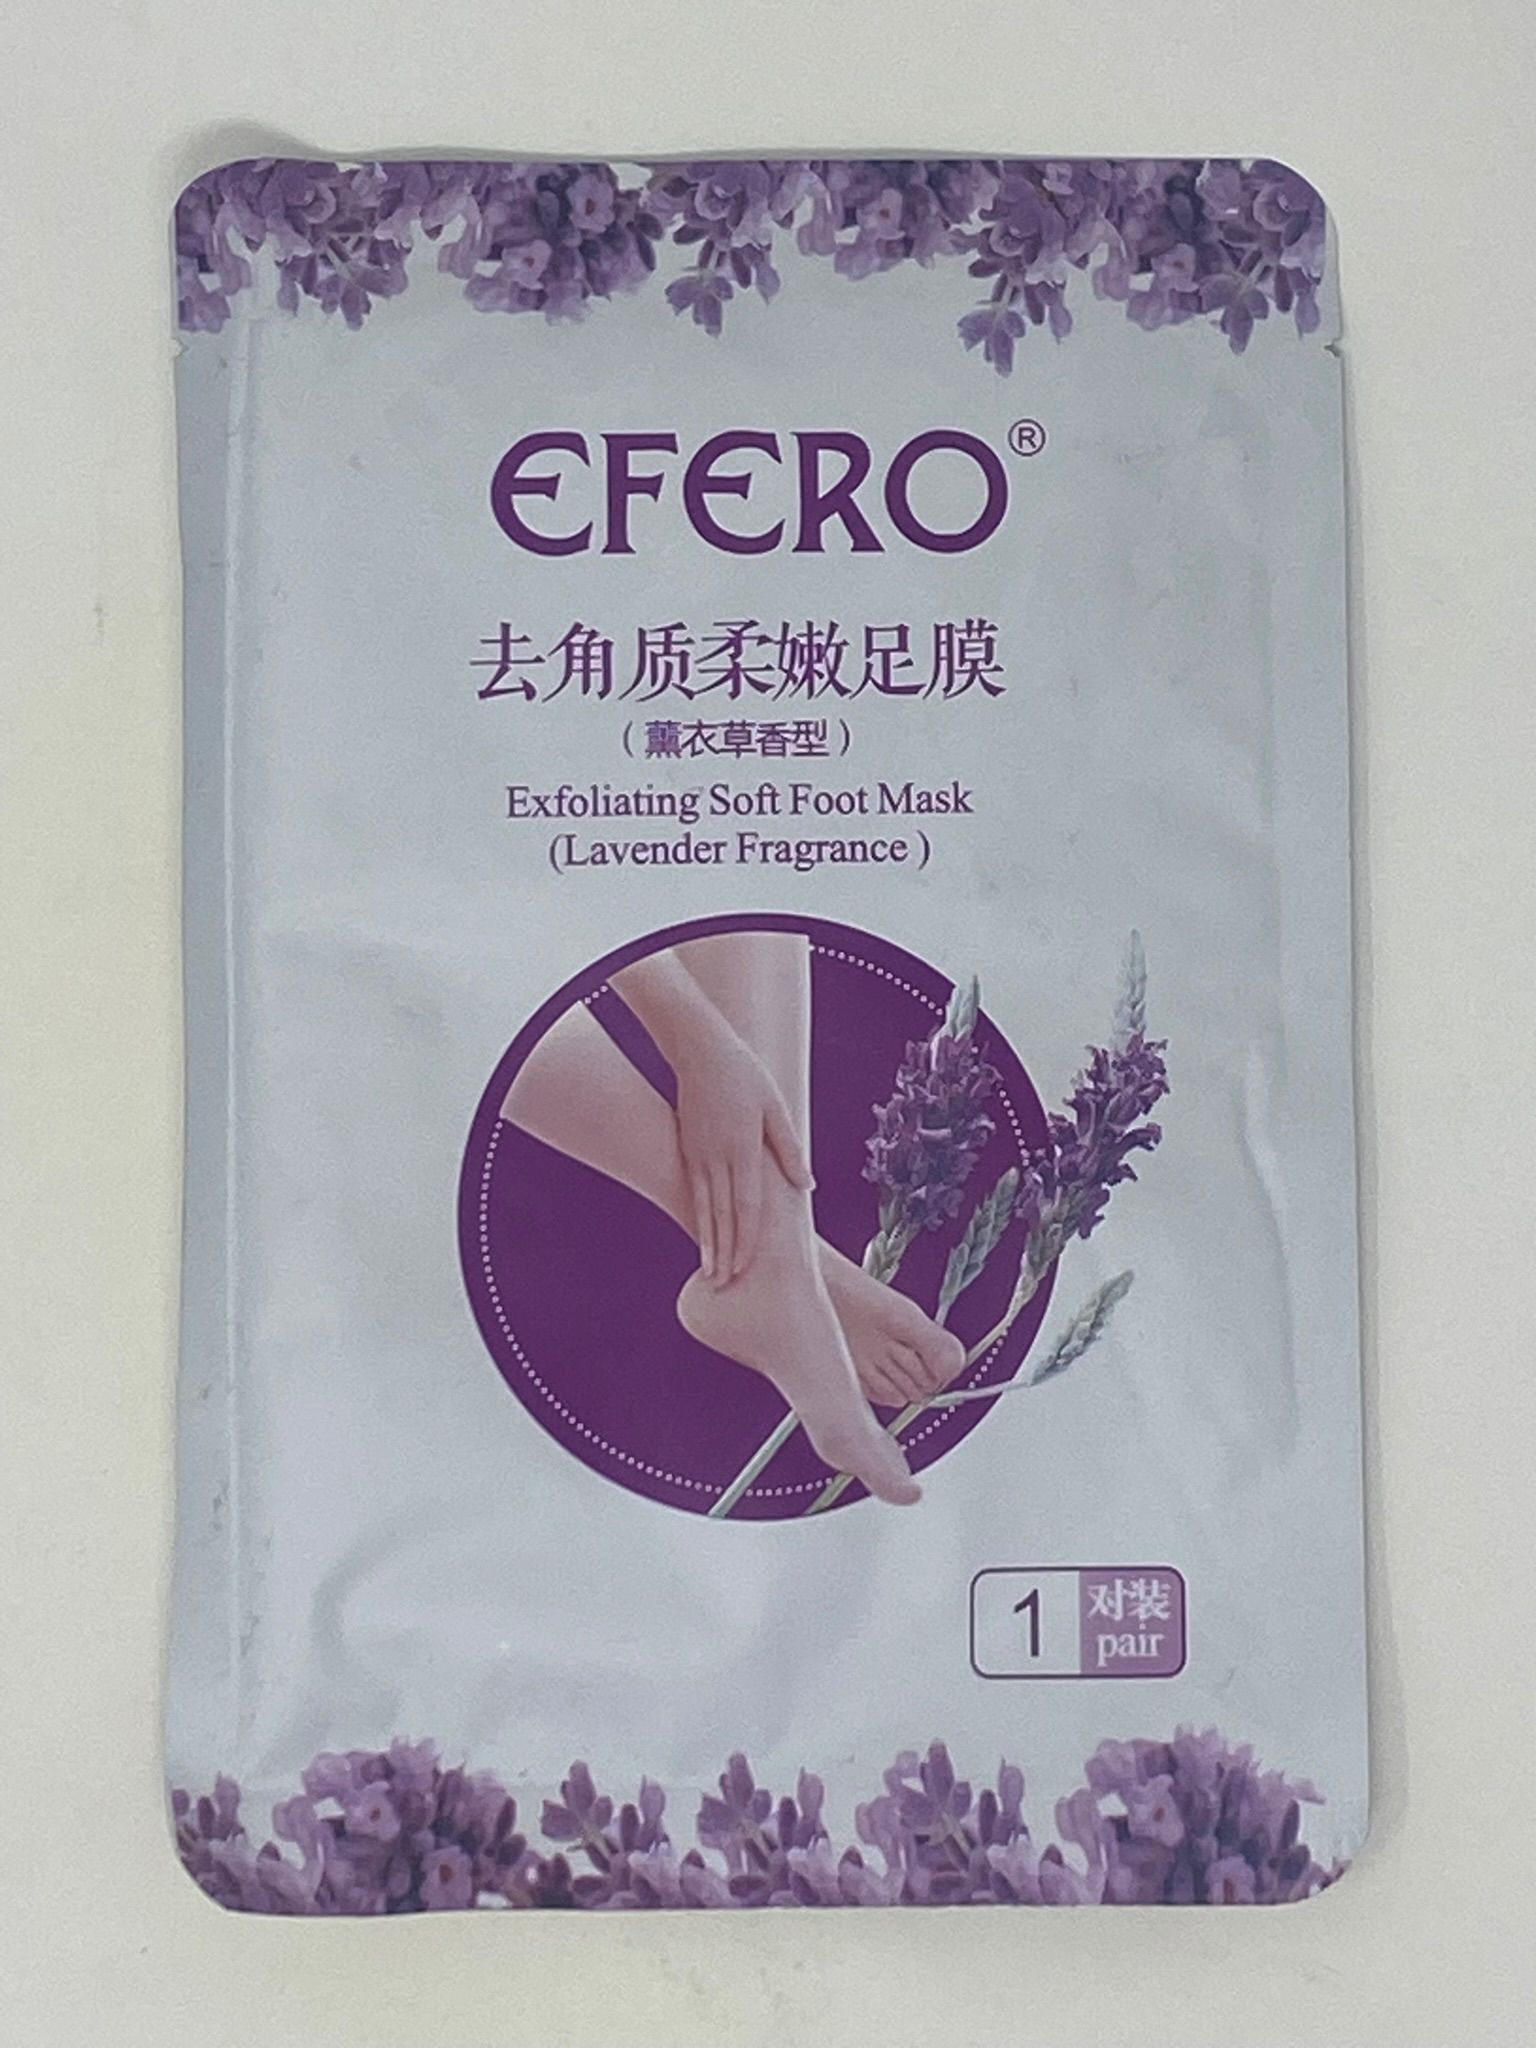 EFERO®
去角质柔嫩足膜
（薰衣草香型）
Exfoliating Soft Foot Mask
(Lavender Fragrance )
1 对装
pair